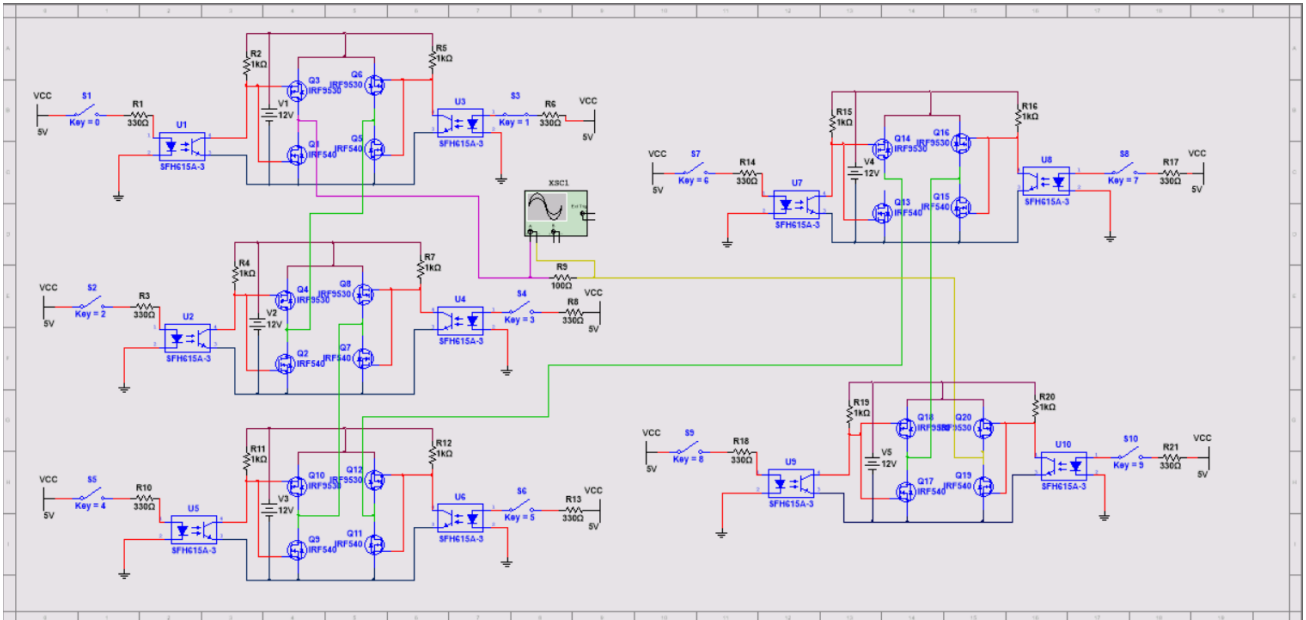 VCC
5V
S1
Key = 0
R1
330Ω
U1
SFH615A-3
R2
1kΩ
V1
12V
Q3
IRF9530
Q1
IRF540
Q6
IRF9530
Q5
IRF540
R5
1kΩ
U3
SFH615A-3
S3
Key = 1
R6
330Ω
VCC
5V
VCC
5V
S2
Key = 2
R3
330Ω
U2
SFH615A-3
R4
1kΩ
V2
12V
Q4
IRF9530
Q2
IRF540
Q8
IRF9530
Q7
IRF540
R7
1kΩ
U4
SFH615A-3
S4
Key = 3
R8
330Ω
VCC
5V
XSC1
Ext Trig
A
B
R9
100Ω
VCC
5V
S5
Key = 4
R10
330Ω
U5
SFH615A-3
R11
1kΩ
V3
12V
Q10
IRF9530
Q9
IRF540
Q12
IRF9530
Q11
IRF540
R12
1kΩ
U6
SFH615A-3
S6
Key = 5
R13
330Ω
VCC
5V
VCC
5V
S7
Key = 6
R14
330Ω
U7
SFH615A-3
R15
1kΩ
V4
12V
Q14
IRF9530
Q13
IRF540
Q16
IRF9530
Q15
IRF540
R16
1kΩ
U8
SFH615A-3
S8
Key = 7
R17
330Ω
VCC
5V
VCC
5V
S9
Key = 8
R18
330Ω
U9
SFH615A-3
R19
1kΩ
V5
12V
Q18
IRF9530
Q17
IRF540
Q20
IRF9530
Q19
IRF540
R20
1kΩ
U10
SFH615A-3
S10
Key = 9
R21
330Ω
VCC
5V